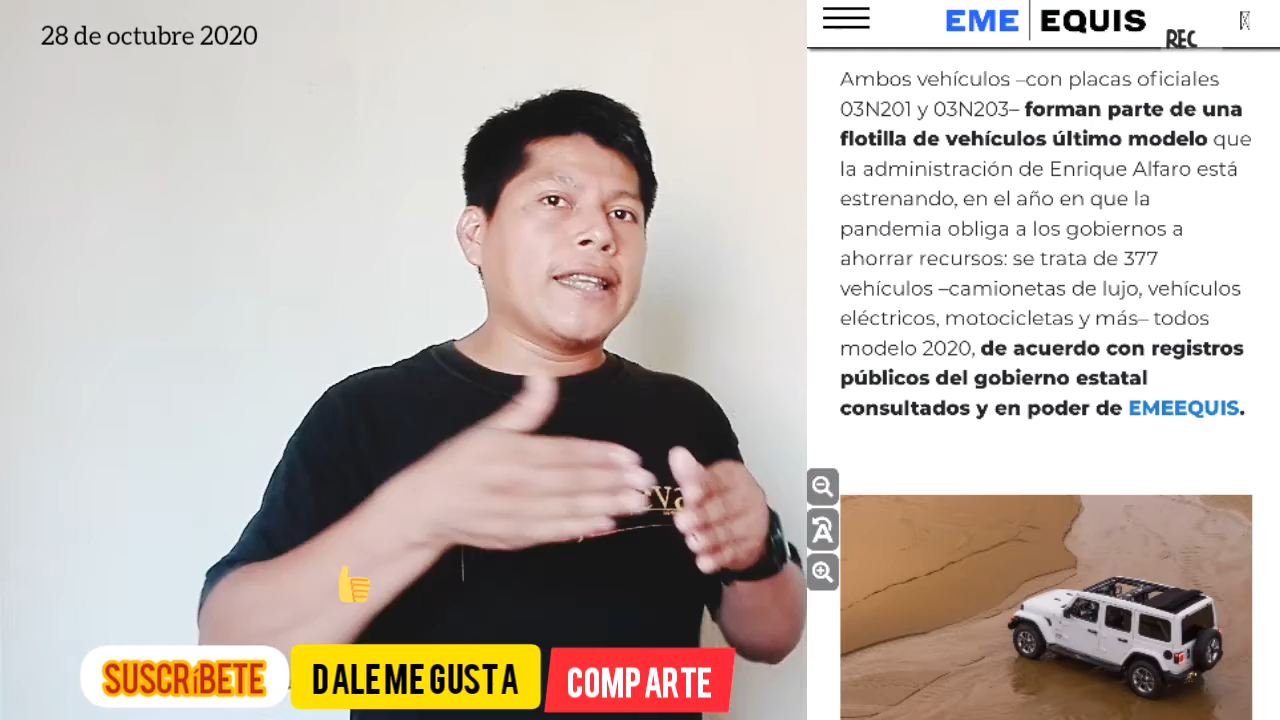 28 de octubre 2020
EME EQUIS
REC
Ambos vehículos –con placas oficiales
03N201 y 03N203– forman parte de una
flotilla de vehículos último modelo que
la administración de Enrique Alfaro está
estrenando, en el año en que la
pandemia obliga a los gobiernos a
ahorrar recursos: se trata de 377
vehículos –camionetas de lujo, vehículos
eléctricos, motocicletas y más– todos
modelo 2020, de acuerdo con registros
públicos del gobierno estatal
consultados y en poder de EMEEQUIS.
A
SUSCRíBETE
DALE ME GUSTA
COMPARTE